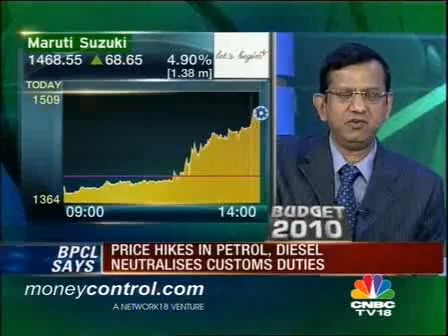 Maruti Suzuki
1468.55 ▲ 68.65 4.90%
[1.38 m]
let's begin
TODAY
1509
1364
09:00 14:00
BUDGET
2010
BPCL
SAYS
PRICE HIKES IN PETROL, DIESEL
NEUTRALISES CUSTOMS DUTIES
moneycontrol.com
A NETWORK18 VENTURE
CNBC
TV18